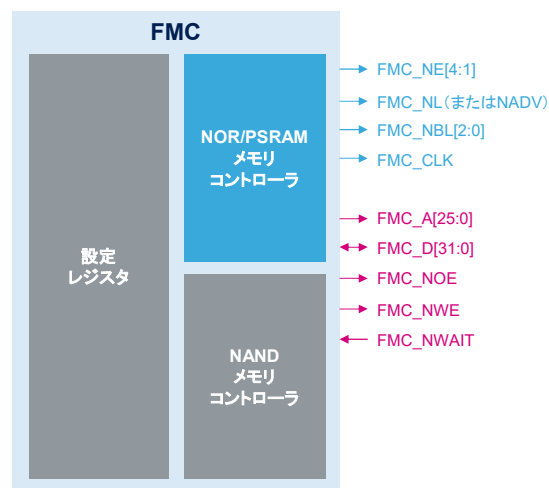 FMC
設定
レジスタ
NOR/PSRAM
メモリ
コントローラ
NAND
メモリ
コントローラ
FMC_NE[4:1]
FMC_NL（またはNADV）
FMC_NBL[2:0]
FMC_CLK
FMC_A[25:0]
FMC_D[31:0]
FMC_NOE
FMC_NWE
FMC_NWAIT